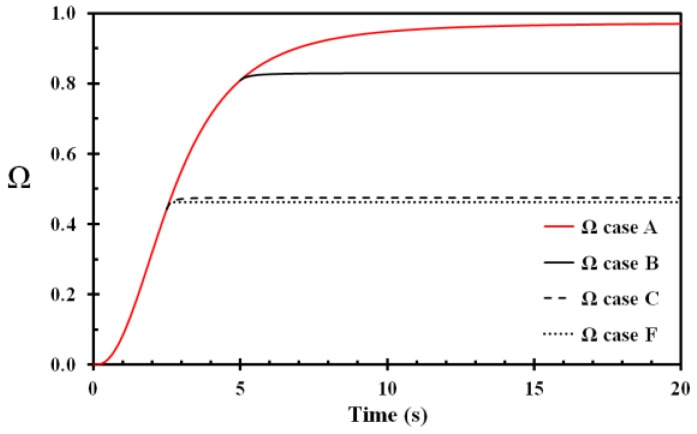 1.0
0.8
0.6
Ω
0.4
0.2
0.0
Ω case A
Ω case B
Ω case C
Ω case F
0 5 10 15 20
Time (s)